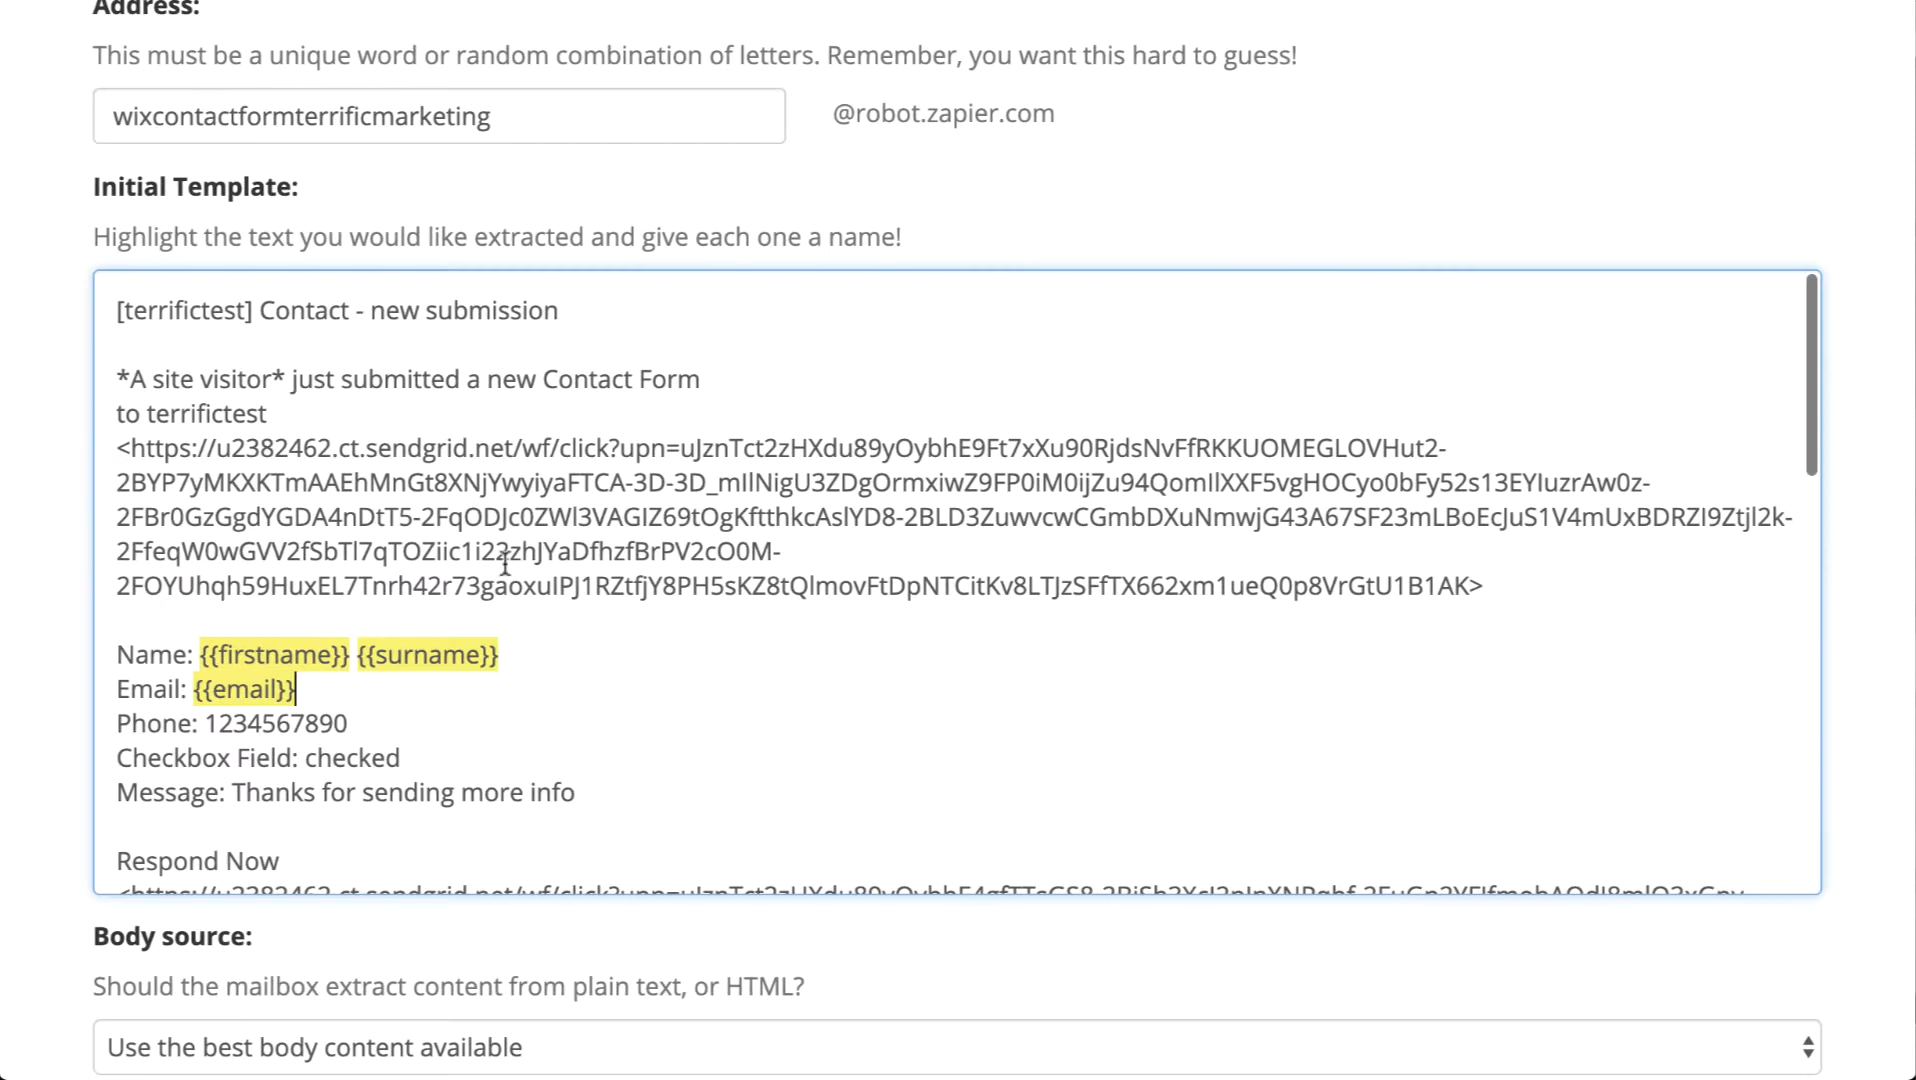 Address:
This must be a unique word or random combination of letters. Remember, you want this hard to guess!
wixcontactformterrificmarketing
@robot.zapier.com
Initial Template:
Highlight the text you would like extracted and give each one a name!
[terrifictest] Contact - new submission
*A site visitor* just submitted a new Contact Form
to terrifictest
<https://u2382462.ct.sendgrid.net/wf/click?upn=uJznTct2zHXdu89yOybhE9Ft7xXu90RjdsNvFfRKKUOMEGLOVHut2-
2BYP7yMKXKTmAAEhMnGt8XNjYwyiyaFTCA-3D-3D_mIlNigU3ZDgOrmxiwZ9FP0iM0ijZu94QomIlXXF5vgHOCyo0bFy52s13EYIuzrAw0z-
2FBr0GzGgdYGDA4nDtT5-2FqODJc0ZWl3VAGIZ69tOgKftthkcAslYD8-2BLD3ZuwvcwCGmbDXuNmwjG43A67SF23mLBoEcJuS1V4mUxBDRZI9Ztjl2k-
2FfeqW0wGVV2fSbTl7qTOZiic1i22zhJYaDfhzfBrPV2cO0M-
2FOYUhqh59HuxEL7Tnrh42r73gaoxuIPJ1RZtfjY8PH5sKZ8tQlmovFtDpNTCitKv8LTJzSFfTX662xm1ueQ0p8VrGtU1B1AK>
Name: {{firstname}} {{surname}}
Email: {{email}}
Phone: 1234567890
Checkbox Field: checked
Message: Thanks for sending more info
Respond Now
Body source:
Should the mailbox extract content from plain text, or HTML?
Use the best body content available